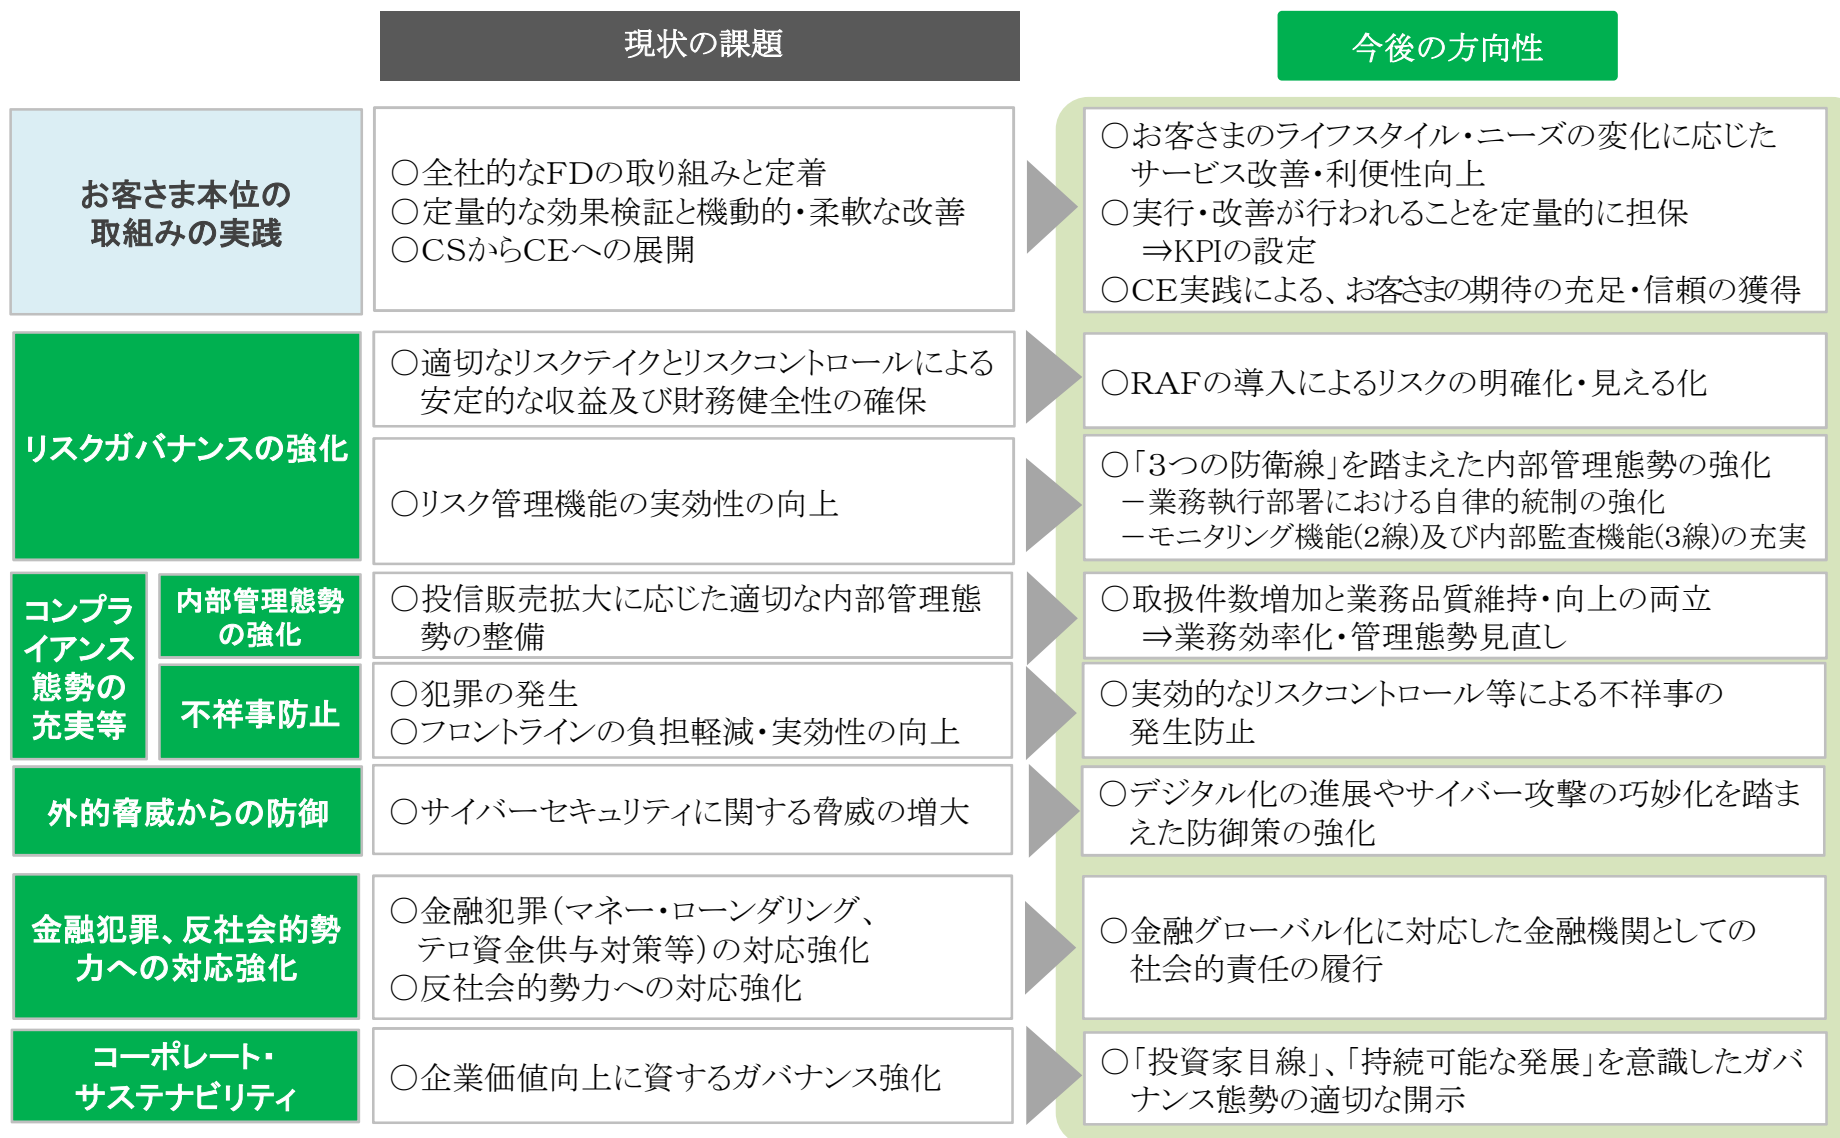 現状の課題
今後の方向性
お客さま本位の
取組みの実践
○全社的なFDの取り組みと定着
○定量的な効果検証と機動的・柔軟な改善
○CSからCEへの展開
○お客さまのライフスタイル・ニーズの変化に応じた
サービス改善・利便性向上
○実行・改善が行われることを定量的に担保
⇒KPIの設定
○CE実践による、お客さまの期待の充足・信頼の獲得
リスクガバナンスの強化
○適切なリスクテイクとリスクコントロールによる
安定的な収益及び財務健全性の確保
○RAFの導入によるリスクの明確化・見える化
○リスク管理機能の実効性の向上
○「3つの防衛線」を踏まえた内部管理態勢の強化
－業務執行部署における自律的統制の強化
－モニタリング機能(2線)及び内部監査機能(3線)の充実
コンプラ
イアンス
態勢の
充実等
内部管理態勢
の強化
○投信販売拡大に応じた適切な内部管理態
勢の整備
○取扱件数増加と業務品質維持・向上の両立
⇒業務効率化・管理態勢見直し
不祥事防止
○犯罪の発生
○フロントラインの負担軽減・実効性の向上
○実効的なリスクコントロール等による不祥事の
発生防止
外的脅威からの防御
○サイバーセキュリティに関する脅威の増大
○デジタル化の進展やサイバー攻撃の巧妙化を踏ま
えた防御策の強化
金融犯罪、反社会的勢
力への対応強化
○金融犯罪（マネー・ローンダリング、
テロ資金供与対策等）の対応強化
○反社会的勢力への対応強化
○金融グローバル化に対応した金融機関としての
社会的責任の履行
コーポレート・
サステナビリティ
○企業価値向上に資するガバナンス強化
○「投資家目線」、「持続可能な発展」を意識したガバ
ナンス態勢の適切な開示